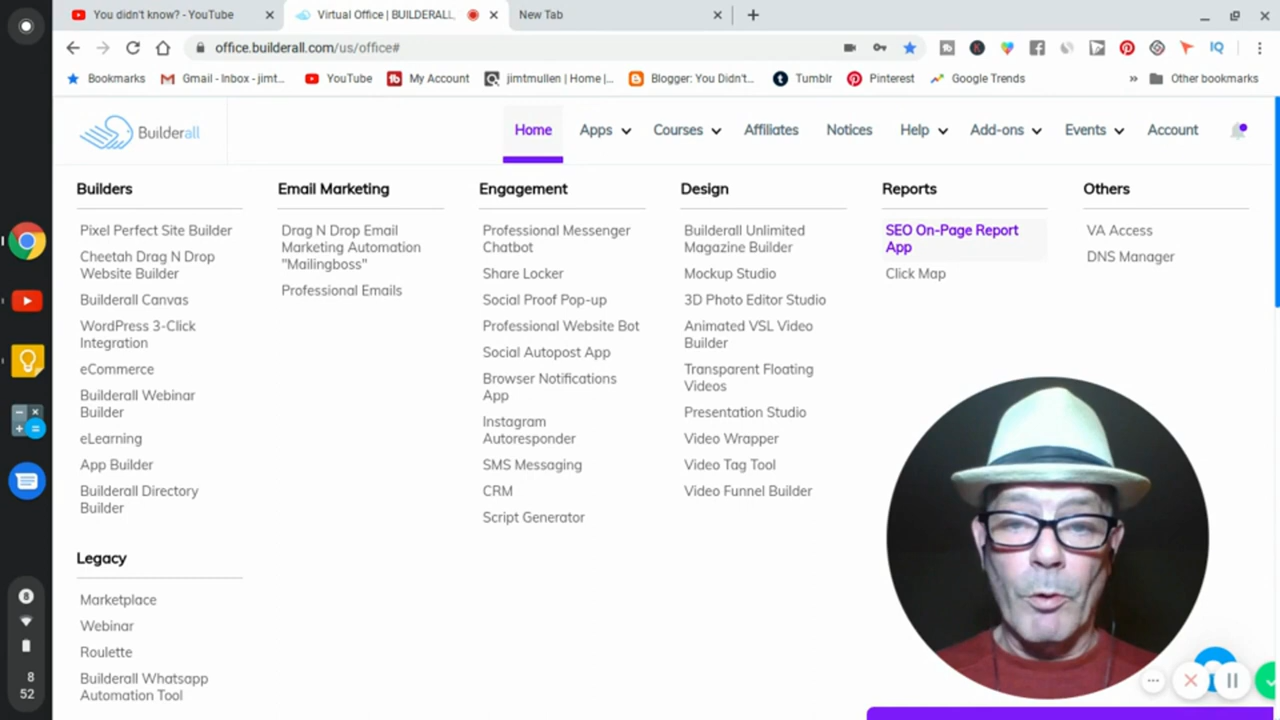 You didn't know? - YouTube
Virtual Office | BUILDERALL,
New Tab
office.builderall.com/us/office#
IQ
Bookmarks
Gmail - Inbox - jimt...
YouTube
My Account
jimtmullen | Home |...
Blogger: You Didn't...
Tumblr
Pinterest
Google Trends
»
Other bookmarks
Builderall
Home
Apps
Courses
Affiliates
Notices
Help
Add-ons
Events
Account
Builders
Pixel Perfect Site Builder
Cheetah Drag N Drop
Website Builder
Builderall Canvas
WordPress 3-Click
Integration
eCommerce
Builderall Webinar
Builder
eLearning
App Builder
Builderall Directory
Builder
Legacy
Marketplace
Webinar
Roulette
Builderall Whatsapp
Automation Tool
Email Marketing
Drag N Drop Email
Marketing Automation
"Mailingboss"
Professional Emails
Engagement
Professional Messenger
Chatbot
Share Locker
Social Proof Pop-up
Professional Website Bot
Social Autopost App
Browser Notifications
App
Instagram
Autoresponder
SMS Messaging
CRM
Script Generator
Design
Builderall Unlimited
Magazine Builder
Mockup Studio
3D Photo Editor Studio
Animated VSL Video
Builder
Transparent Floating
Videos
Presentation Studio
Video Wrapper
Video Tag Tool
Video Funnel Builder
Reports
SEO On-Page Report
App
Click Map
Others
VA Access
DNS Manager
8
8
52